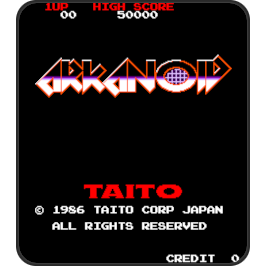 1UP HIGH SCORE
00 50000
ARKANOID
TAITO
© 1986 TAITO CORP JAPAN
ALL RIGHTS RESERVED
CREDIT 0